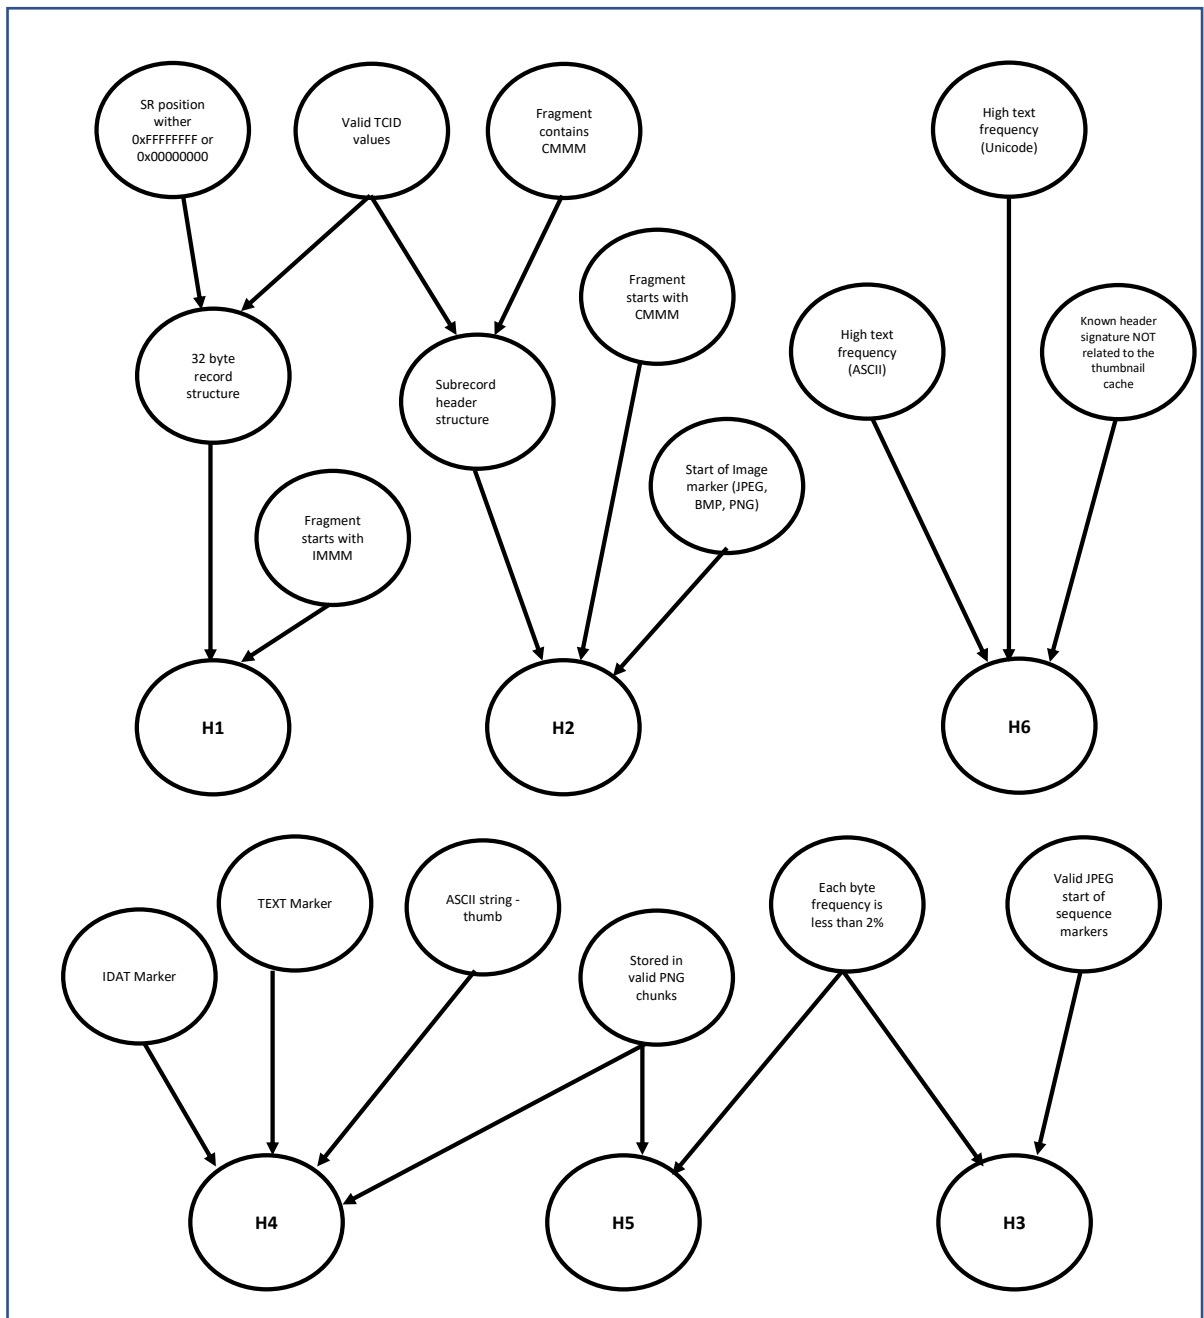 SR position
wither
0xFFFFFFFF or
0x00000000
Valid TCID
values
Fragment
contains
CMMM
High text
frequency
(Unicode)
Fragment
starts with
CMMM
High text
frequency
(ASCII)
Known header
signature NOT
related to the
thumbnail
cache
32 byte
record
structure
Subrecord
header
structure
Start of Image
marker (JPEG,
BMP, PNG)
Fragment
starts with
IMMM
H1
H2
H6
TEXT Marker
ASCII string -
thumb
Each byte
frequency is
less than 2%
Valid JPEG
start of
sequence
markers
IDAT Marker
Stored in
valid PNG
chunks
H4
H5
H3